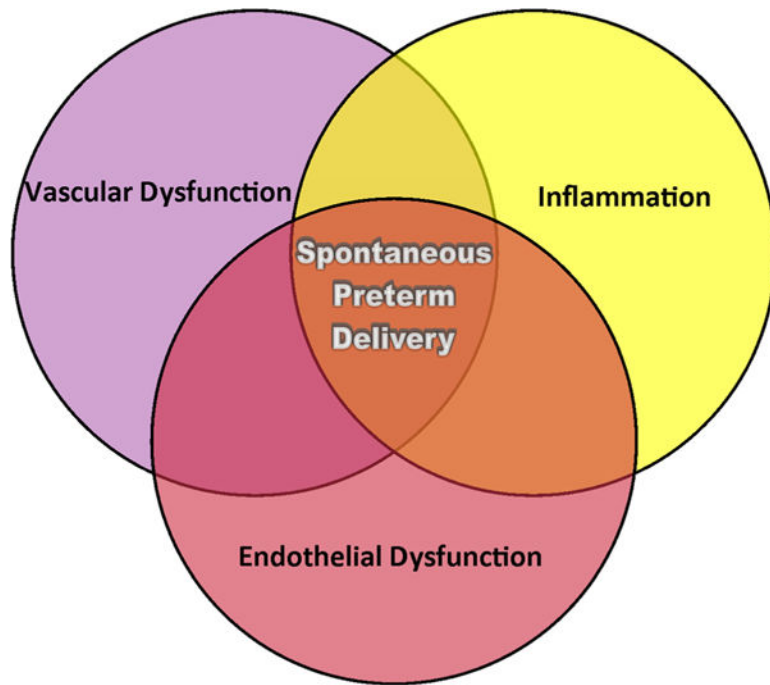 Vascular Dysfunction
Inflammation
Spontaneous
Preterm
Delivery
Endothelial Dysfunction